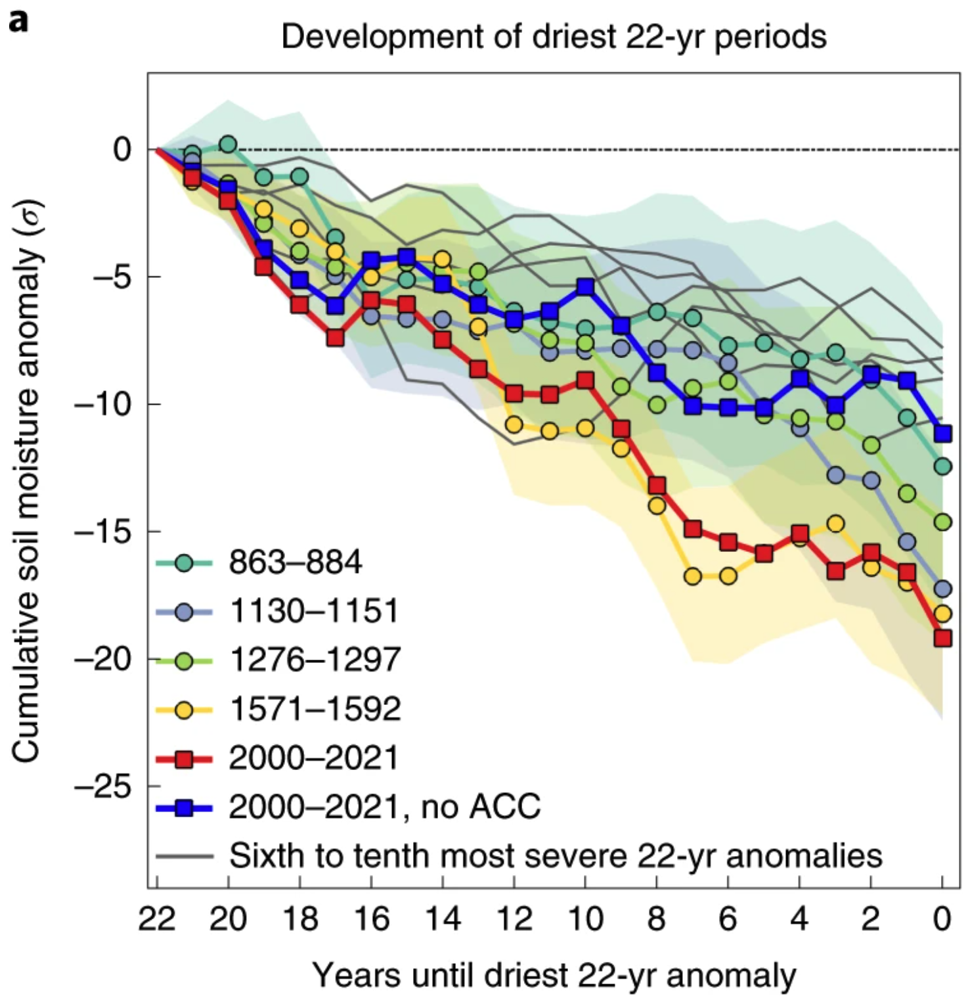 a
Development of driest 22-yr periods
Cumulative soil moisture anomaly (σ)
0
−5
−10
−15
−20
−25
863–884
1130–1151
1276–1297
1571–1592
2000–2021
2000–2021, no ACC
Sixth to tenth most severe 22-yr anomalies
22 20 18 16 14 12 10 8 6 4 2 0
Years until driest 22-yr anomaly